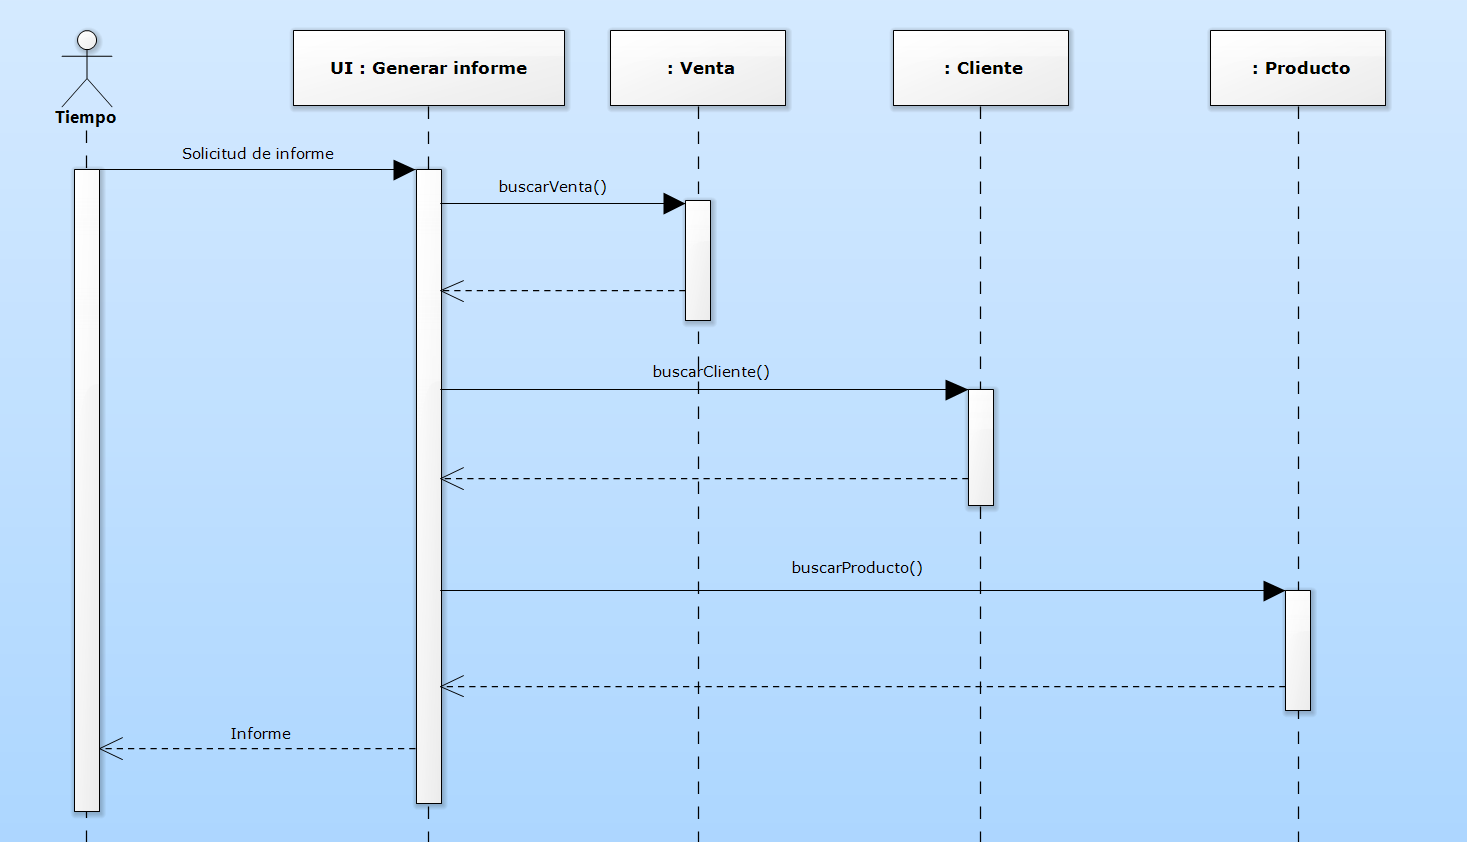 Tiempo
UI : Generar informe
: Venta
: Cliente
: Producto
Solicitud de informe
buscarVenta()
buscarCliente()
buscarProducto()
Informe